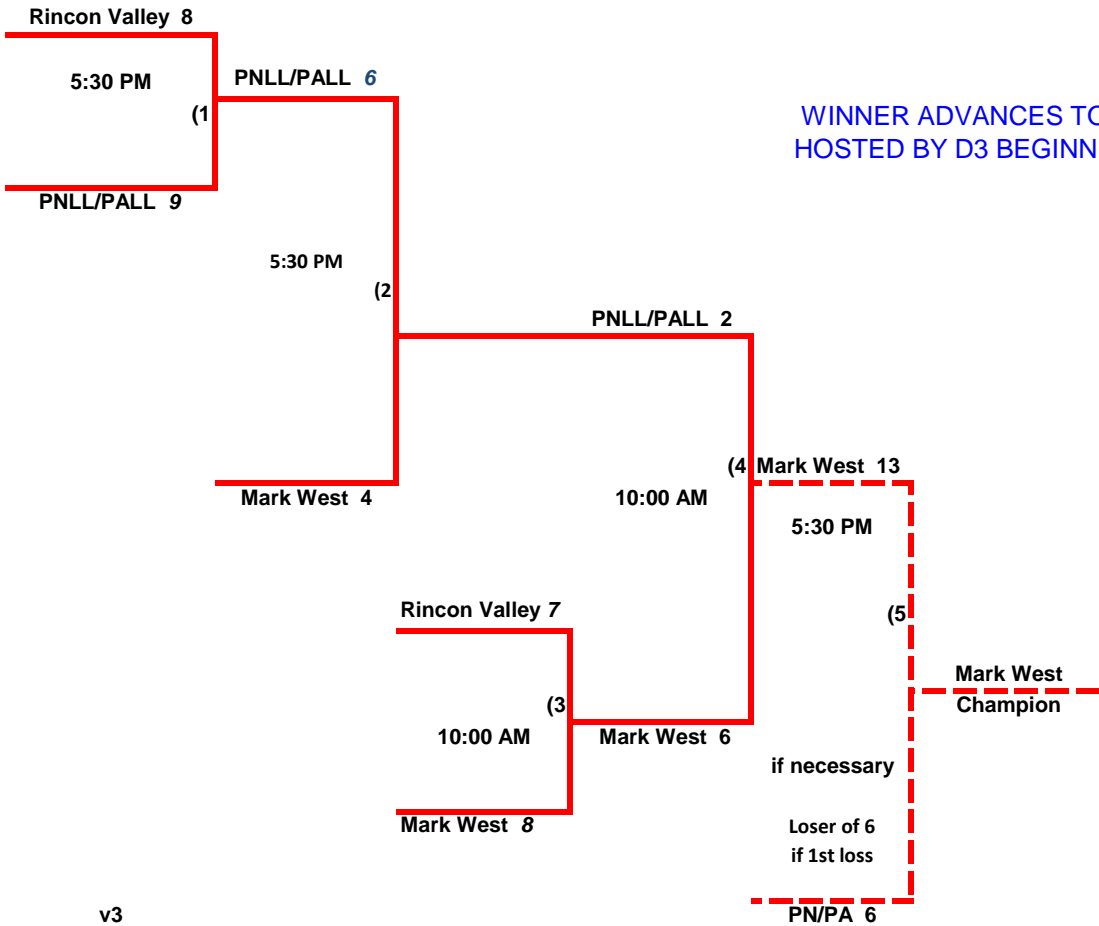 Rincon Valley 8
5:30 PM
PNLL/PALL 6
(1
WINNER ADVANCES TO
HOSTED BY D3 BEGINN
PNLL/PALL 9
5:30 PM
(2
PNLL/PALL 2
(4 Mark West 13
Mark West 4
10:00 AM
5:30 PM
Rincon Valley 7
(5
Mark West
(3
Champion
10:00 AM
Mark West 6
if necessary
Mark West 8
Loser of 6
if 1st loss
v3
PN/PA 6